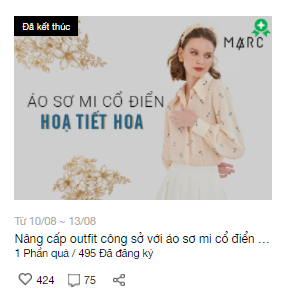 Đã kết thúc
MARC
ÁO SƠ MI CỔ ĐIỂN
HOẠ TIẾT HOA
Từ 10/08 ~ 13/08
Nâng cấp outfit công sở với áo sơ mi cổ điển ...
1 Phần quà / 495 Đã đăng ký
424 75